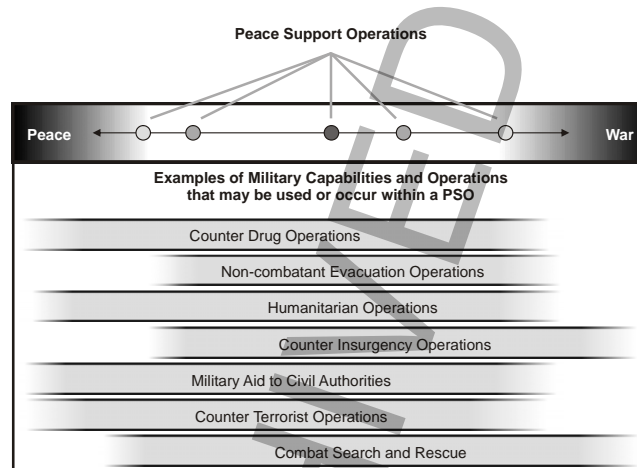 Peace Support Operations
Peace
War
Examples of Military Capabilities and Operations
that may be used or occur within a PSO
Counter Drug Operations
Non-combatant Evacuation Operations
Humanitarian Operations
Counter Insurgency Operations
Military Aid to Civil Authorities
Counter Terrorist Operations
Combat Search and Rescue